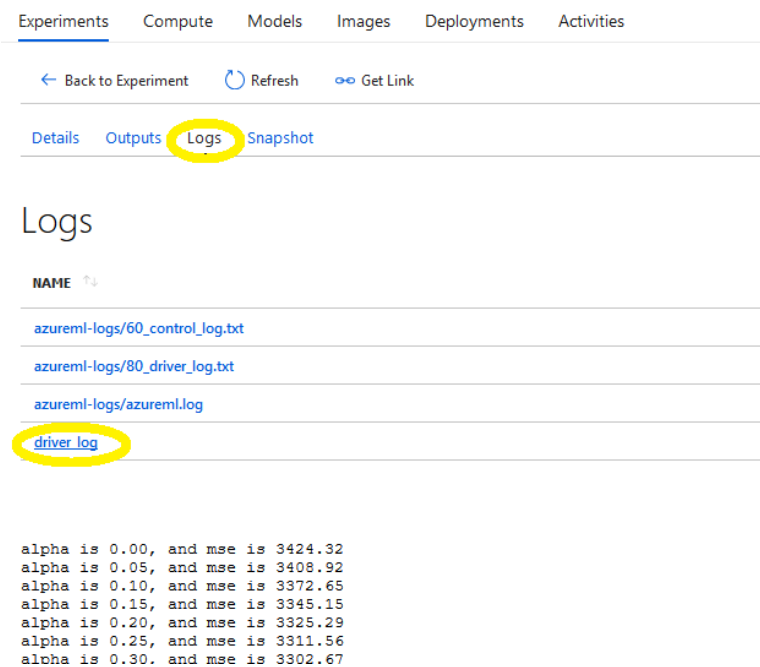 Experiments Compute Models Images Deployments Activities
Back to Experiment Refresh Get Link
Details Outputs Logs Snapshot
Logs
NAME
azureml-logs/60_control_log.txt
azureml-logs/80_driver_log.txt
azureml-logs/azureml.log
driver_log
alpha is 0.00, and mse is 3424.32
alpha is 0.05, and mse is 3408.92
alpha is 0.10, and mse is 3372.65
alpha is 0.15, and mse is 3345.15
alpha is 0.20, and mse is 3325.29
alpha is 0.25, and mse is 3311.56
alpha is 0.30, and mse is 3302.67